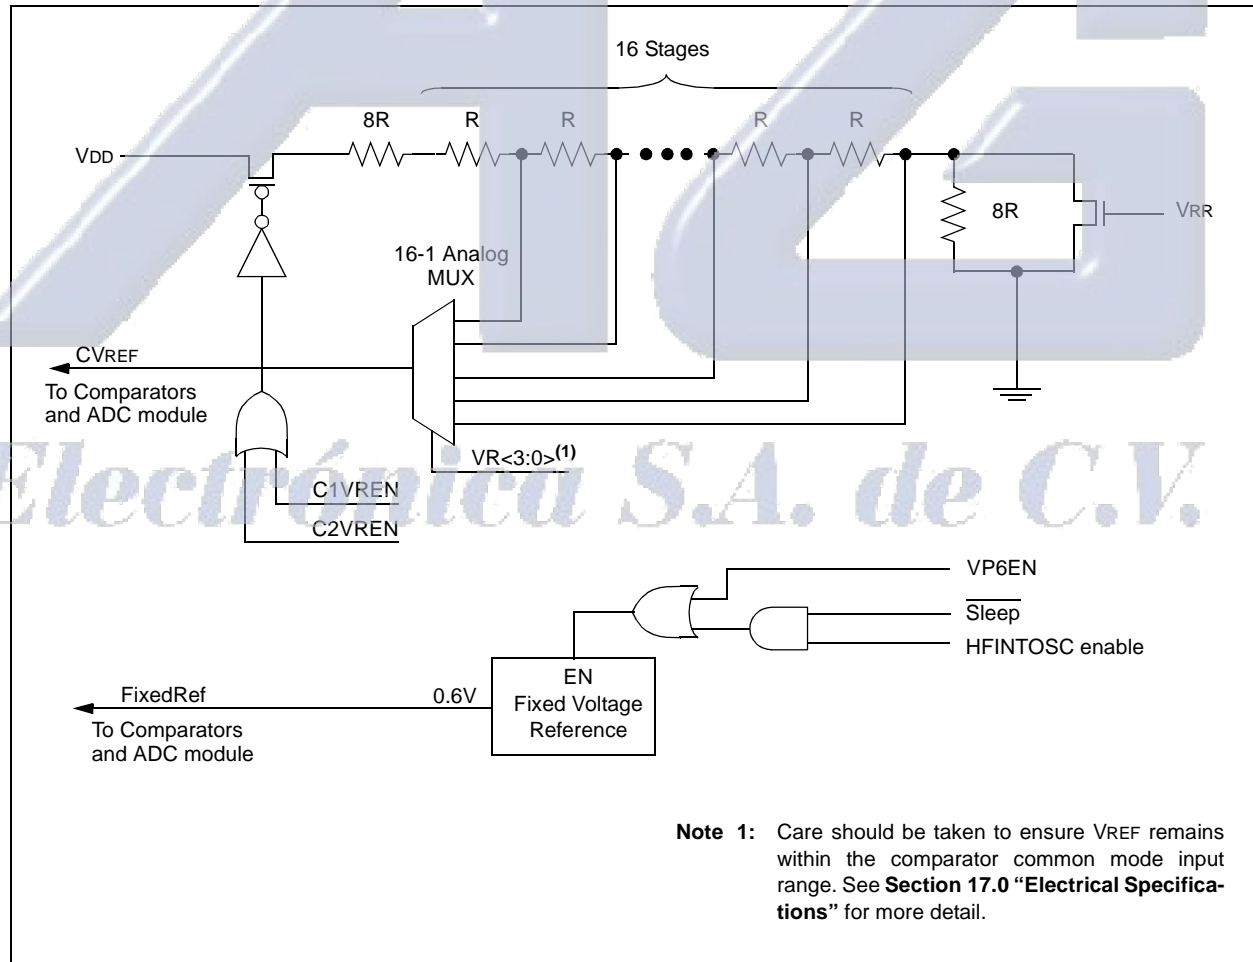 16 Stages
8R
R
R
R
R
VDD
8R
VRR
16-1 Analog
MUX
CVREF
To Comparators
and ADC module
VR<3:0>(1)
C1VREN
C2VREN
Electrónica S.A. de C.V.
VP6EN
Sleep
HFINTOSC enable
EN
Fixed Voltage
Reference
FixedRef
0.6V
To Comparators
and ADC module
Note 1: Care should be taken to ensure VREF remains
within the comparator common mode input
range. See Section 17.0 “Electrical Specifica-
tions” for more detail.